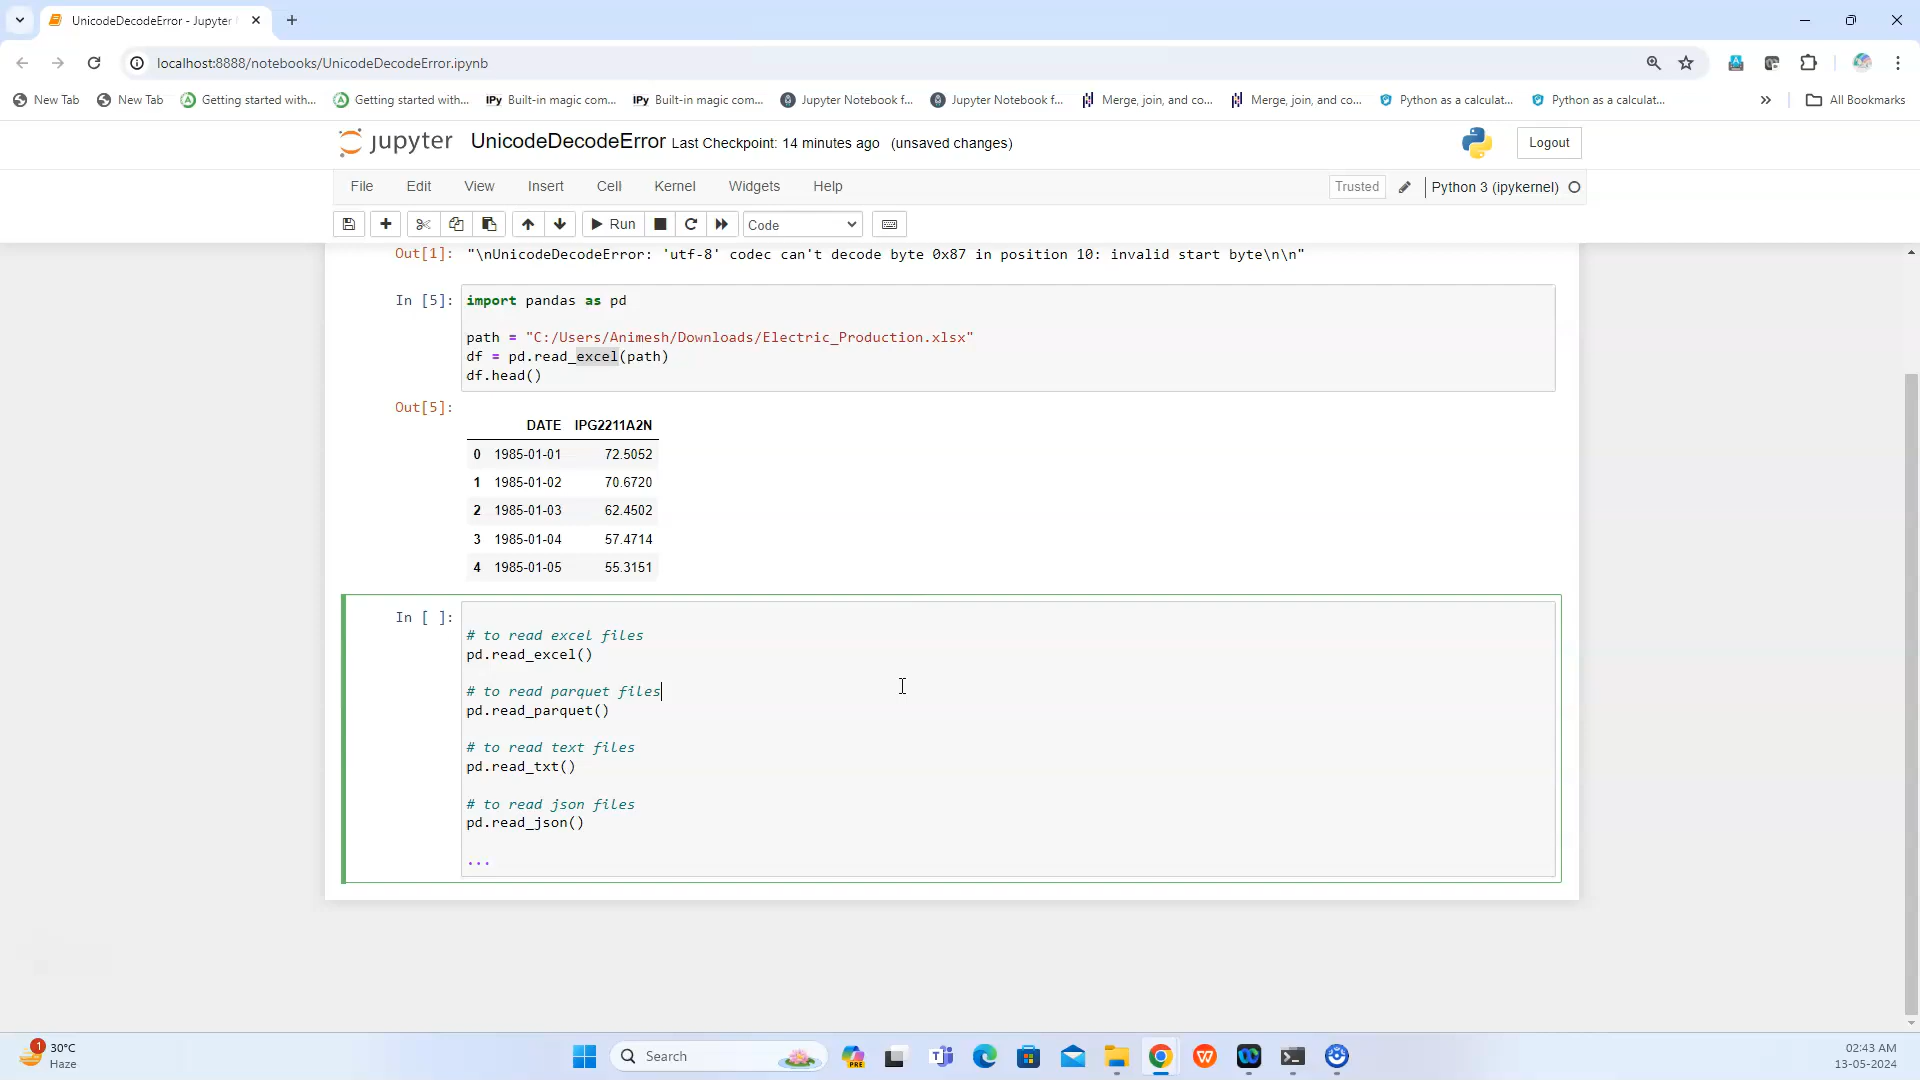 UnicodeDecodeError - Jupyter
localhost:8888/notebooks/UnicodeDecodeError.ipynb
New Tab New Tab Getting started with... Getting started with... IPy Built-in magic com... IPy Built-in magic com... Jupyter Notebook f... Jupyter Notebook f... Merge, join, and co... Merge, join, and co... Python as a calculat... Python as a calculat... » All Bookmarks
jupyter UnicodeDecodeError Last Checkpoint: 14 minutes ago (unsaved changes) Logout
File Edit View Insert Cell Kernel Widgets Help Trusted Python 3 (ipykernel)
Run Code
Out[1]: "\nUnicodeDecodeError: 'utf-8' codec can't decode byte 0x87 in position 10: invalid start byte\n\n"
In [5]: import pandas as pd
path = "C:/Users/Animesh/Downloads/Electric_Production.xlsx"
df = pd.read_excel(path)
df.head()
Out[5]:
DATE IPG2211A2N
0 1985-01-01 72.5052
1 1985-01-02 70.6720
2 1985-01-03 62.4502
3 1985-01-04 57.4714
4 1985-01-05 55.3151
In [ ]:
# to read excel files
pd.read_excel()
# to read parquet files
pd.read_parquet()
# to read text files
pd.read_txt()
# to read json files
pd.read_json()
...
1 30°C
Haze
Search
PRE
02:43 AM
13-05-2024